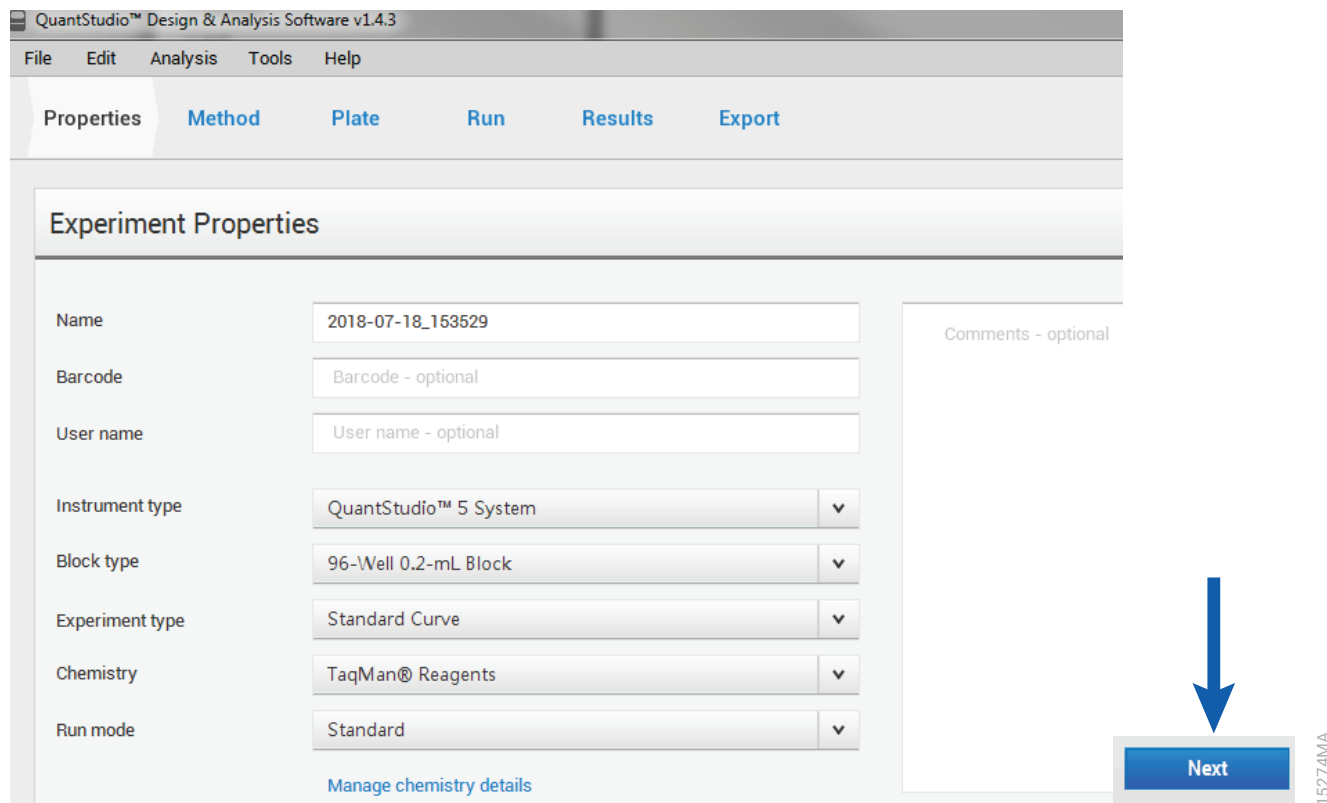 QuantStudio™ Design & Analysis Software v1.4.3
File Edit Analysis Tools Help
Properties Method Plate Run Results Export
Experiment Properties
Name 2018-07-18_153529
Comments - optional
Barcode Barcode - optional
User name User name - optional
Instrument type QuantStudio™ 5 System
Block type 96-Well 0.2-mL Block
Experiment type Standard Curve
Chemistry TaqMan® Reagents
Run mode Standard
Manage chemistry details
Next
15274MA